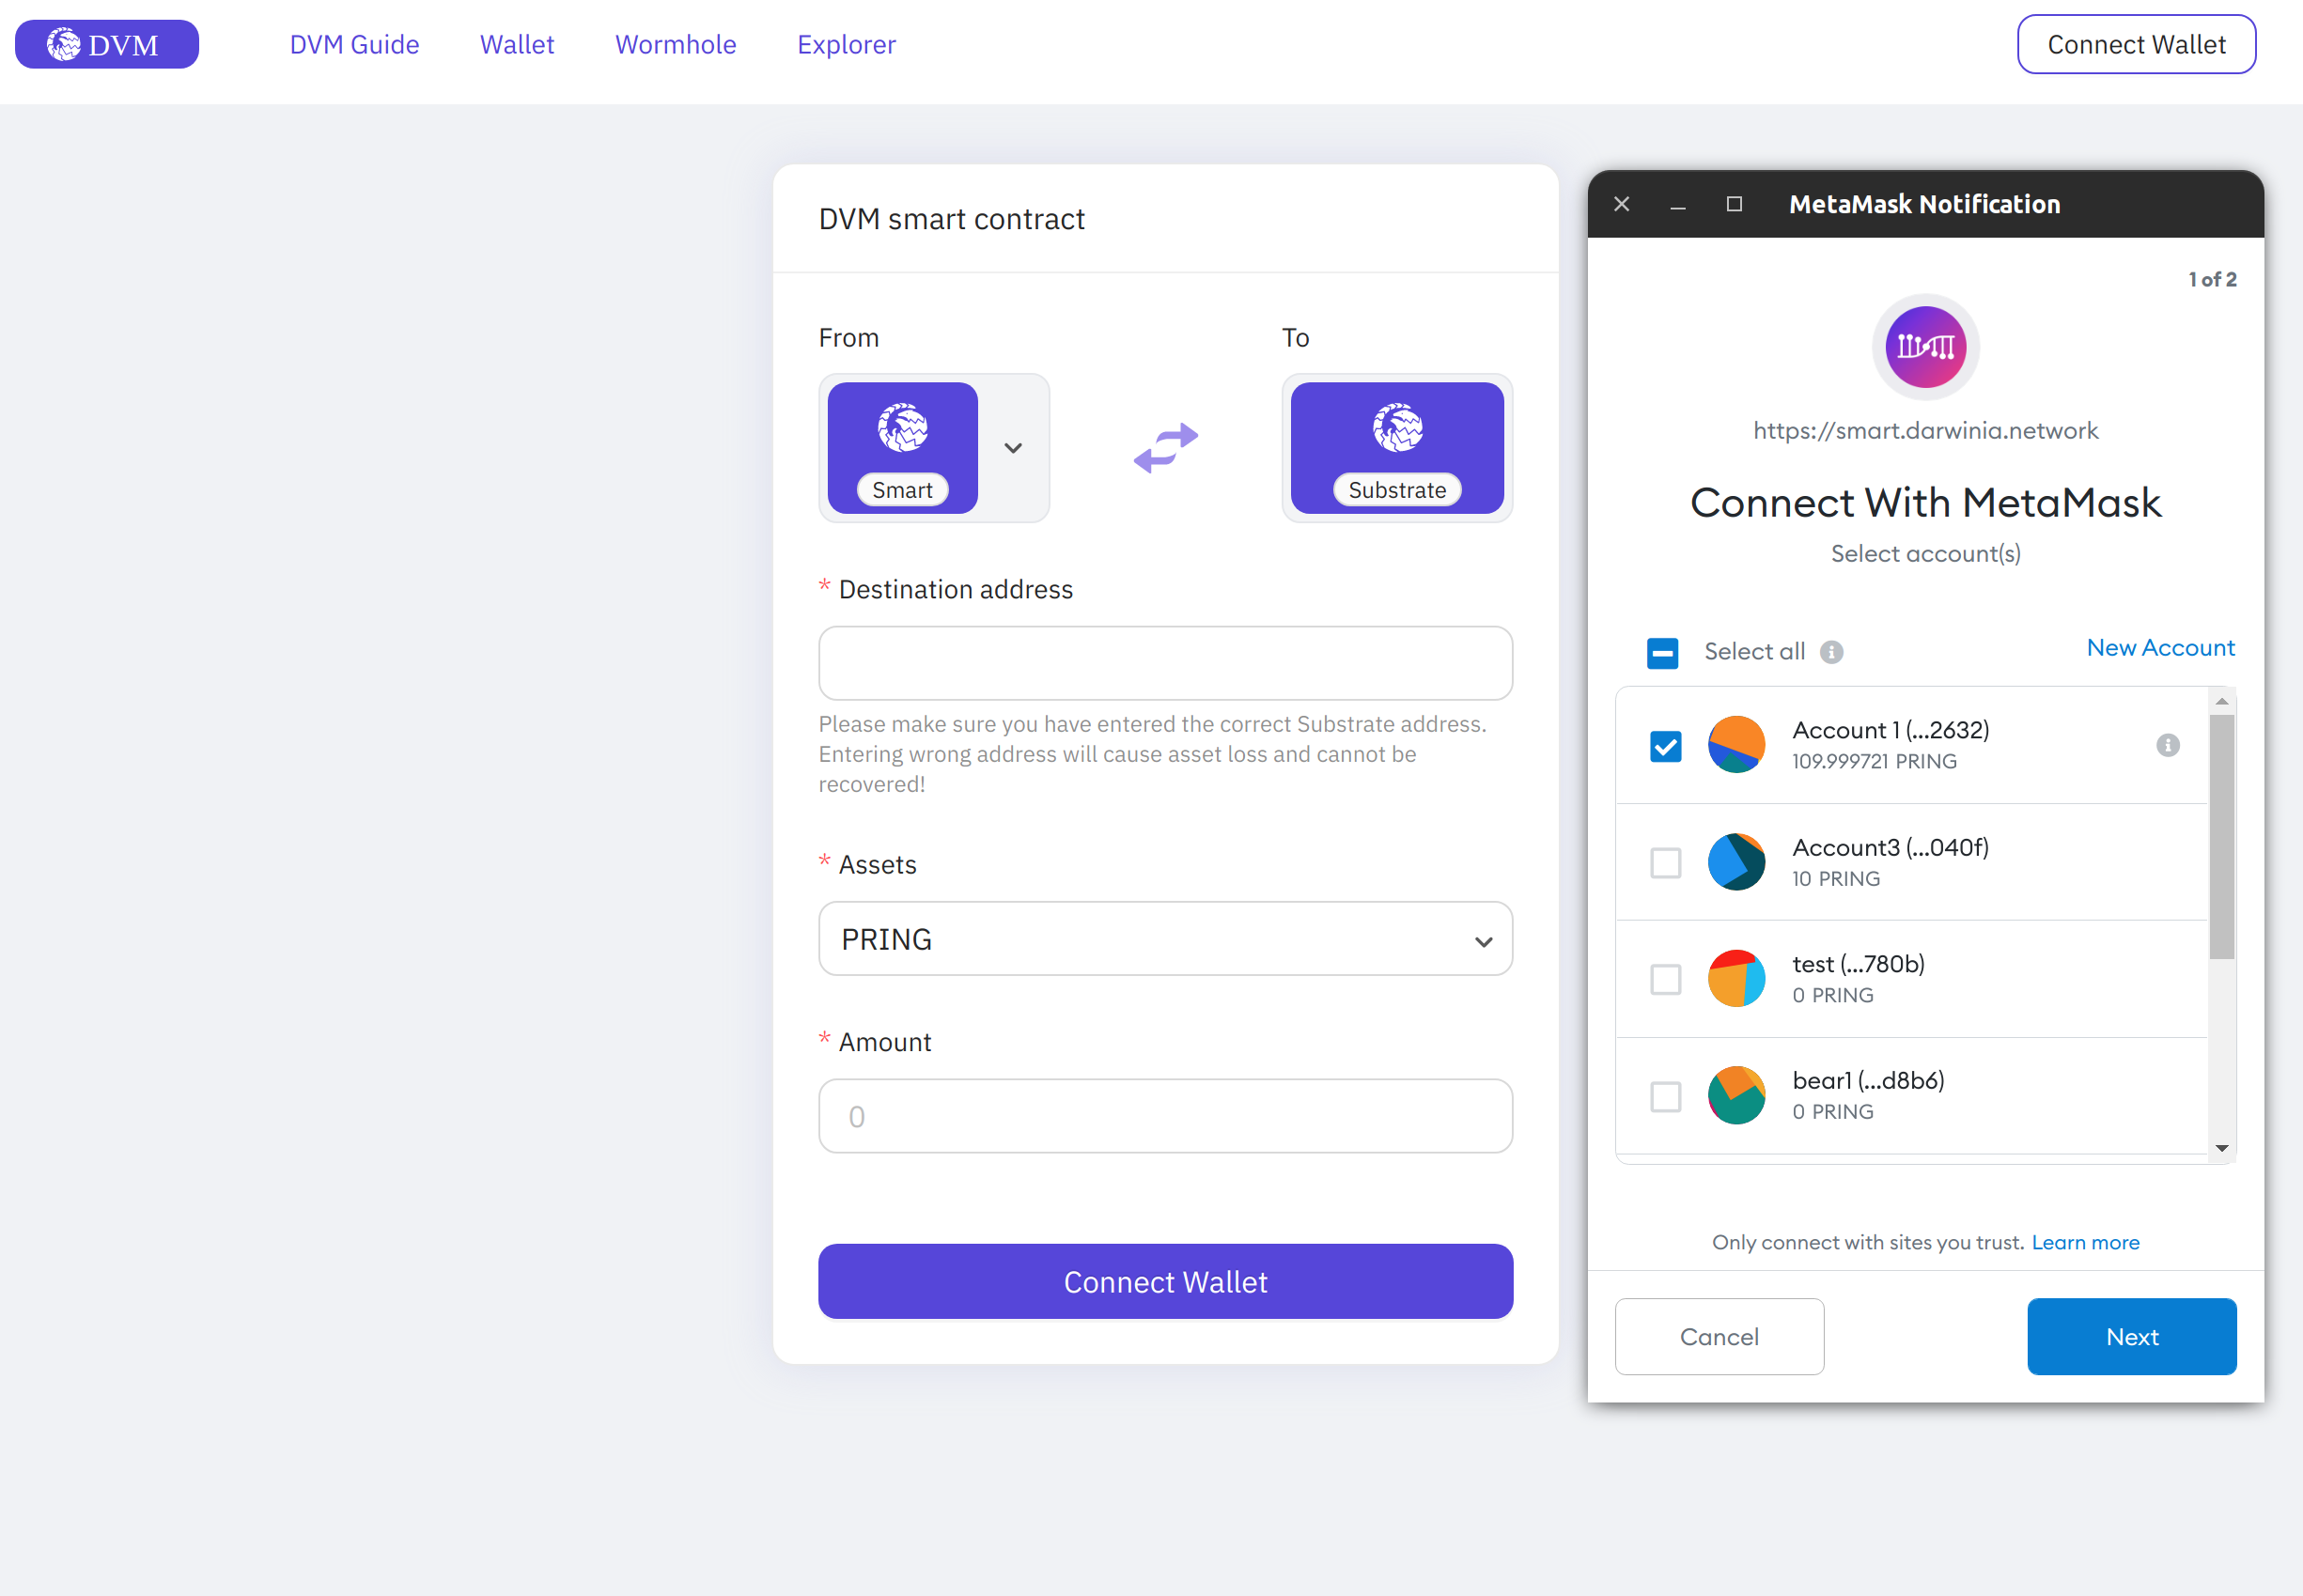 DVM
DVM Guide
Wallet
Wormhole
Explorer
Connect Wallet
DVM smart contract
From
To
Smart
Substrate
* Destination address
Please make sure you have entered the correct Substrate address.
Entering wrong address will cause asset loss and cannot be
recovered!
* Assets
PRING
* Amount
0
Connect Wallet
MetaMask Notification
1 of 2
https://smart.darwinia.network
Connect With MetaMask
Select account(s)
Select all
New Account
Account 1 (...2632)
109.999721 PRING
Account3 (...040f)
10 PRING
test (...780b)
0 PRING
bear1 (...d8b6)
0 PRING
Only connect with sites you trust. Learn more
Cancel
Next